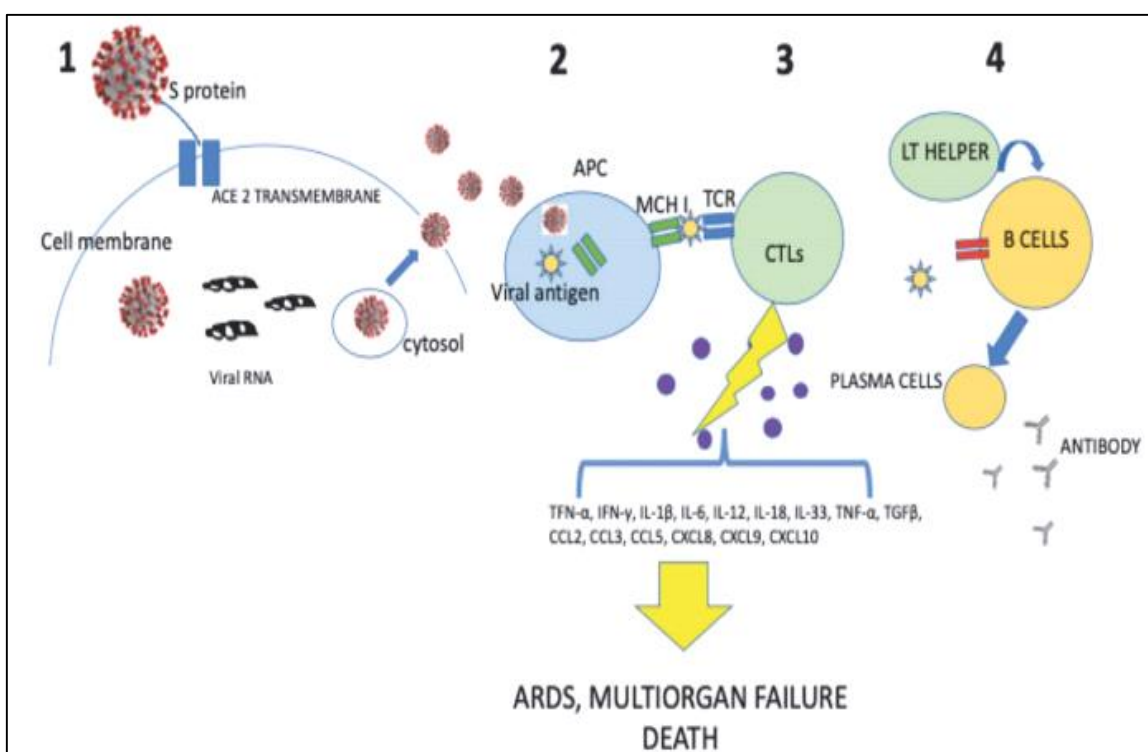 1
2
3
4
S protein
ACE 2 TRANSMEMBRANE
Cell membrane
Viral RNA
cytosol
APC
MCH I
TCR
Viral antigen
CTLs
LT HELPER
B CELLS
PLASMA CELLS
ANTIBODY
TFN-α, IFN-γ, IL-1β, IL-6, IL-12, IL-18, IL-33, TNF-α, TGFβ,
CCL2, CCL3, CCL5, CXCL8, CXCL9, CXCL10
ARDS, MULTIORGAN FAILURE
DEATH